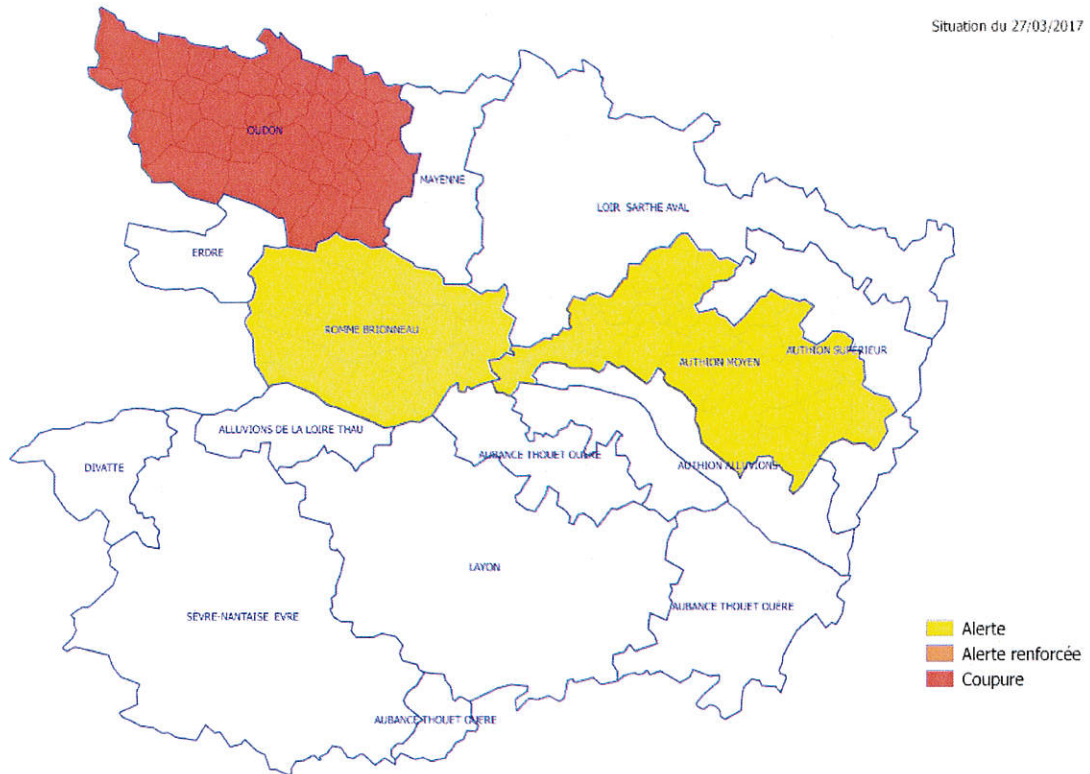 Situation du 27/03/2017
OUDON
MAYENNE
LOIR SARTHE AVAL
ERDRE
ROMME BRIONNEAU
AUTHION SUPERIEUR
AUTHION MOYEN
ALLUVIONS DE LA LOIRE THAU
DIVATTE
AUBANCE THOUET OUERE
AUTHION ALLUVIONS
LAYON
AUBANCE THOUET OUERE
SÈVRE-NANTAISE EVRE
AUBANCE THOUET OUERE
Alerte
Alerte renforcée
Coupure